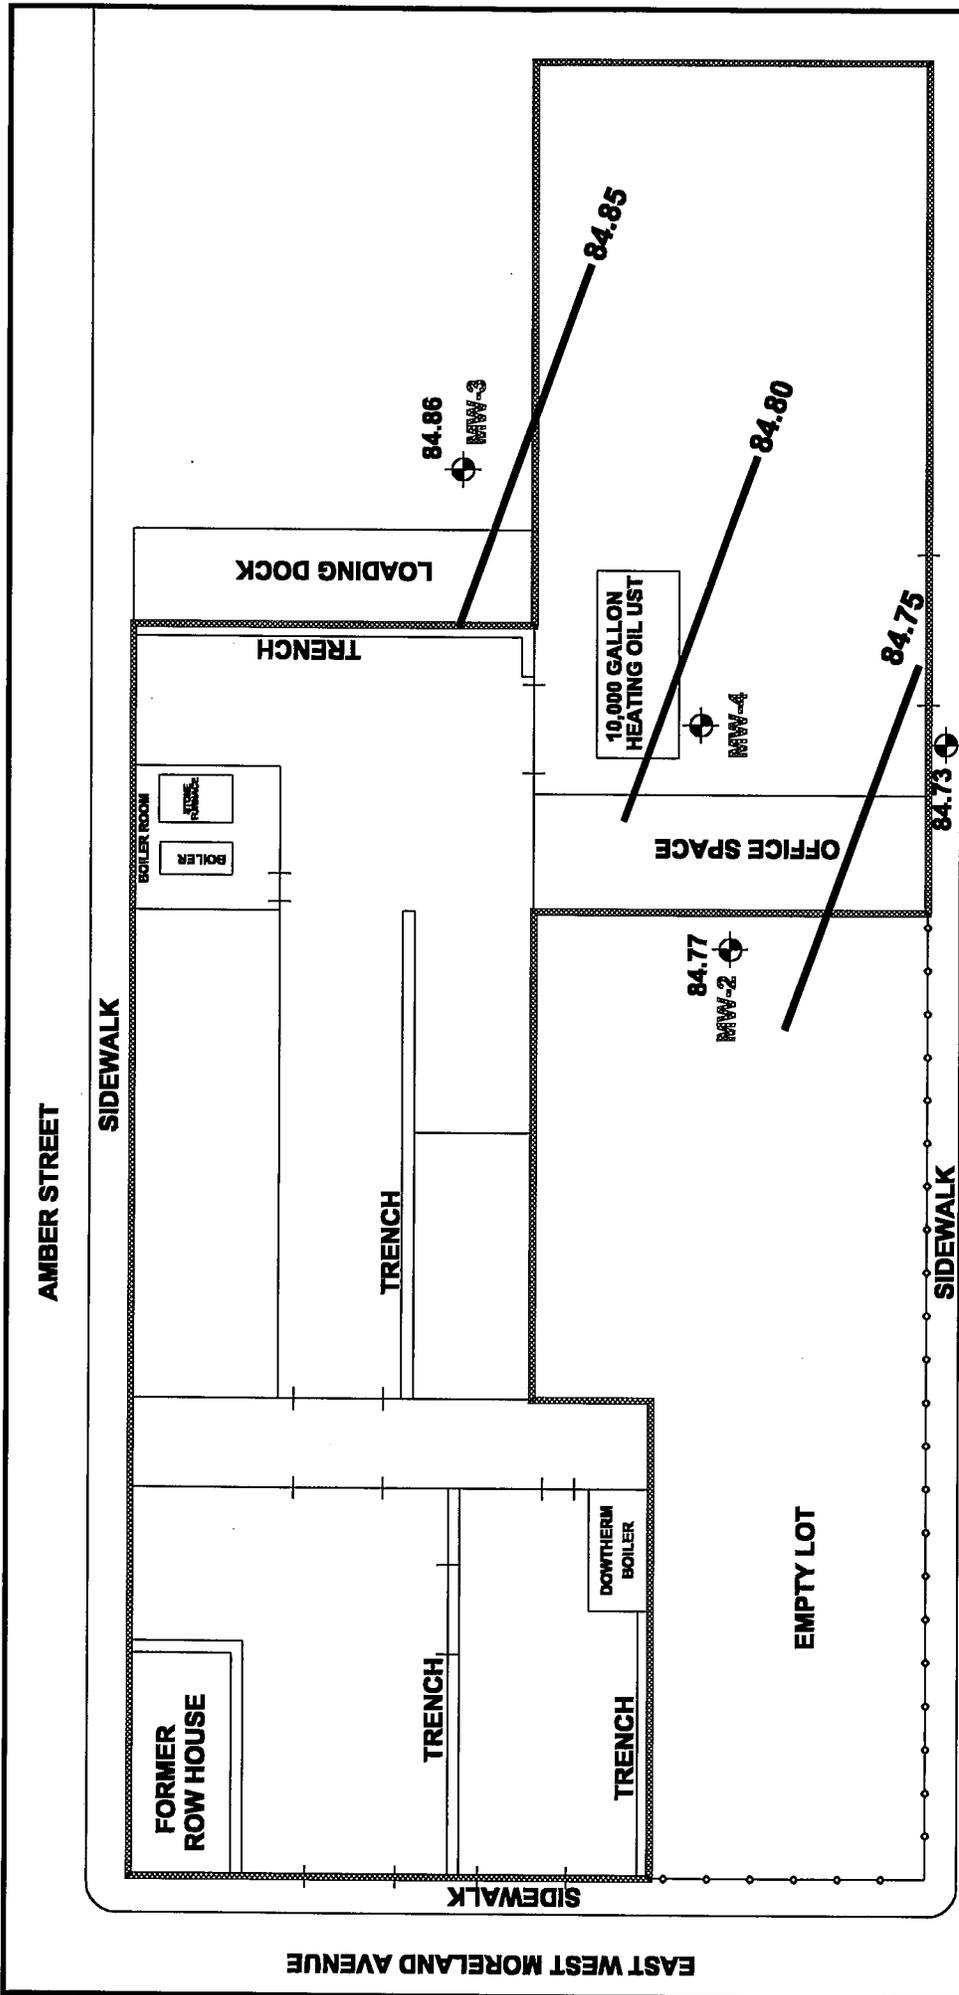 AMBER STREET
SIDEWALK
FORMER
ROW HOUSE
BOILER ROOM
BOILER
STONE
FURNACE
TRENCH
LOADING DOCK
TRENCH
TRENCH
TRENCH
DOWTHERM
BOILER
84.86
MW-3
84.85
10,000 GALLON
HEATING OIL UST
MW-4
84.80
OFFICE SPACE
84.77
MW-2
84.75
84.73
EMPTY LOT
SIDEWALK
SIDEWALK
EAST WEST MORELAND AVENUE